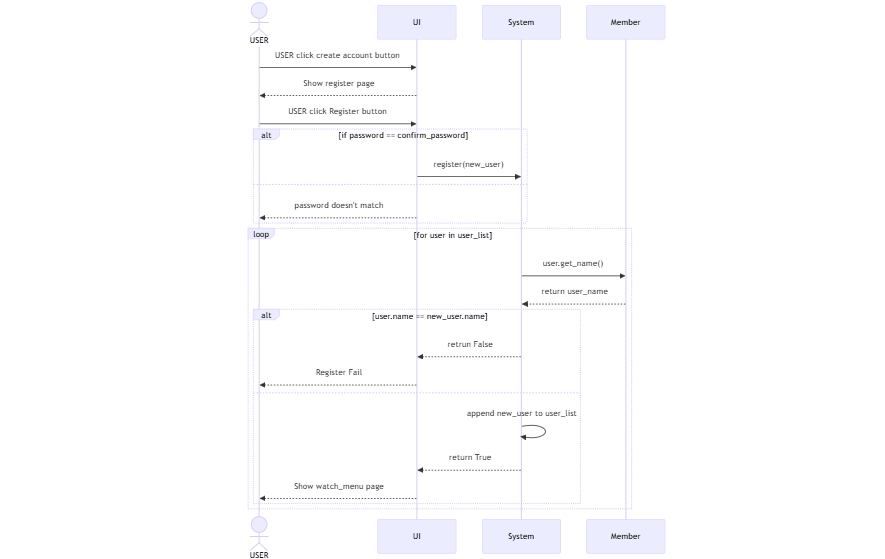 USER
UI
System
Member
USER click create account button
Show register page
USER click Register button
alt
[if password == confirm_password]
register(new_user)
password doesn't match
loop
[for user in user_list]
user.get_name()
return user_name
alt
[user.name == new_user.name]
retrun False
Register Fail
append new_user to user_list
return True
Show watch_menu page
USER
UI
System
Member